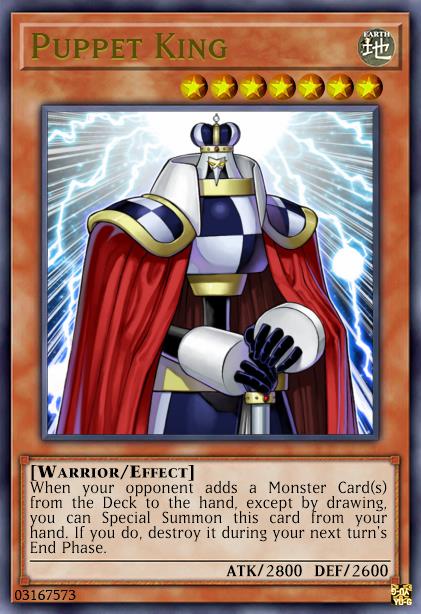 PUPPET KING
EARTH
地
[WARRIOR/EFFECT]
When your opponent adds a Monster Card(s)
from the Deck to the hand, except by drawing,
you can Special Summon this card from your
hand. If you do, destroy it during your next turn's
End Phase.
ATK/2800 DEF/2600
03167573